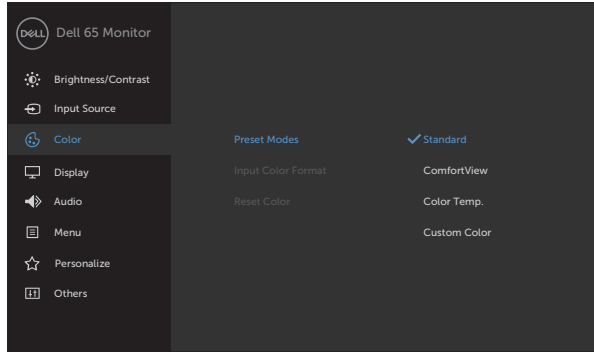 DELL Dell 65 Monitor
Brightness/Contrast
Input Source
Color Preset Modes Standard
Input Color Format ComfortView
Display
Reset Color Color Temp.
Audio
Menu Custom Color
Personalize
Others